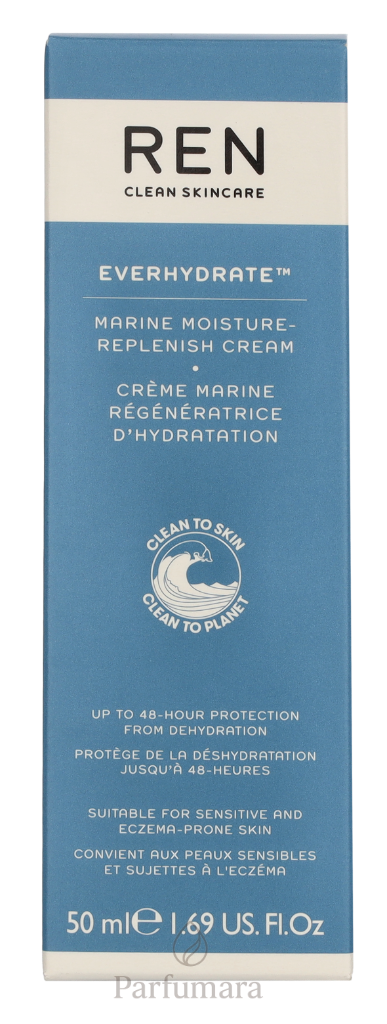 REN
CLEAN SKINCARE
EVERHYDRATE™
MARINE MOISTURE-
REPLENISH CREAM
•
CRÈME MARINE
RÉGÉNÉRATRICE
D'HYDRATATION
CLEAN TO SKIN
CLEAN TO PLANET
UP TO 48-HOUR PROTECTION
FROM DEHYDRATION
PROTÈGE DE LA DÉSHYDRATATION
JUSQU'À 48-HEURES
SUITABLE FOR SENSITIVE AND
ECZEMA-PRONE SKIN
CONVIENT AUX PEAUX SENSIBLES
ET SUJETTES À L'ECZÉMA
50 ml℮ 1.69 US. Fl.Oz
Parfumara